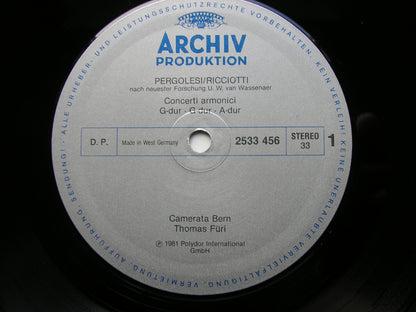 ALLE URHEBER- UND LEISTUNGSSCHUTZRECHTE VORBEHALTEN · KEIN VERLEIH! · KEINE UNERLAUBTE VERVIELFÄLTIGUNG, VERMIETUNG, AUFFÜHRUNG, SENDUNG! ·
ARCHIV
PRODUKTION
PERGOLESI/RICCIOTTI
nach neuester Forschung U. W. van Wassenaer
Concerti armonici
G-dur · G-dur · A-dur
D. P. Made in West Germany 2533 456 STEREO 1
33
Camerata Bern
Thomas Füri
℗ 1981 Polydor International
GmbH